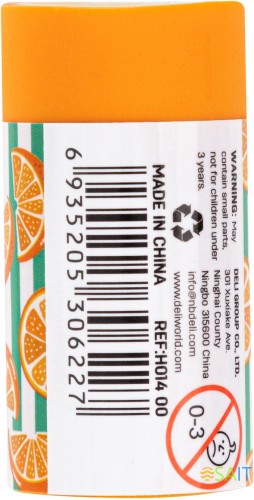 WARNING: May
contain small parts,
not for children under
3 years.
DELI GROUP CO., LTD.
301 Xuxiake Ave.
Ninghai County
Ningbo 315600 China
info@nbdeli.com
www.deliworld.com
MADE IN CHINA
REF:H014 00
6 935205 306227
0-3
SAIT